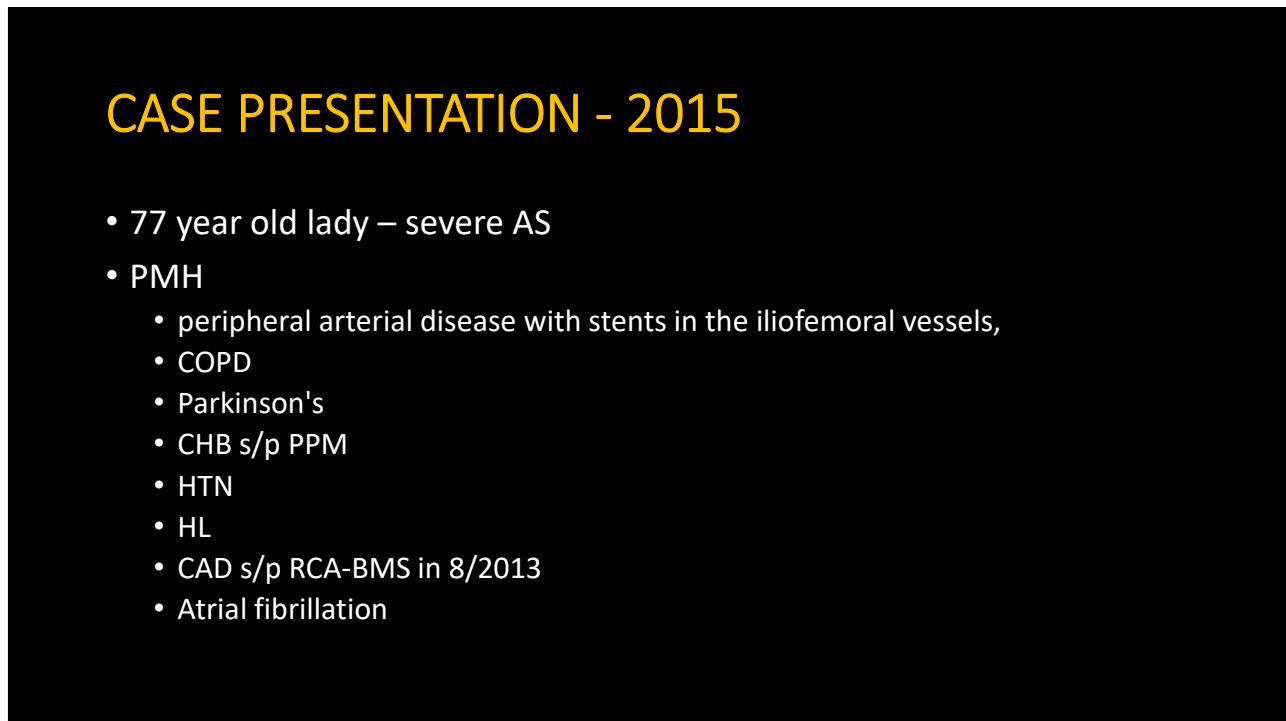 CASE PRESENTATION - 2015
• 77 year old lady – severe AS
• PMH
• peripheral arterial disease with stents in the iliofemoral vessels,
• COPD
• Parkinson's
• CHB s/p PPM
• HTN
• HL
• CAD s/p RCA-BMS in 8/2013
• Atrial fibrillation